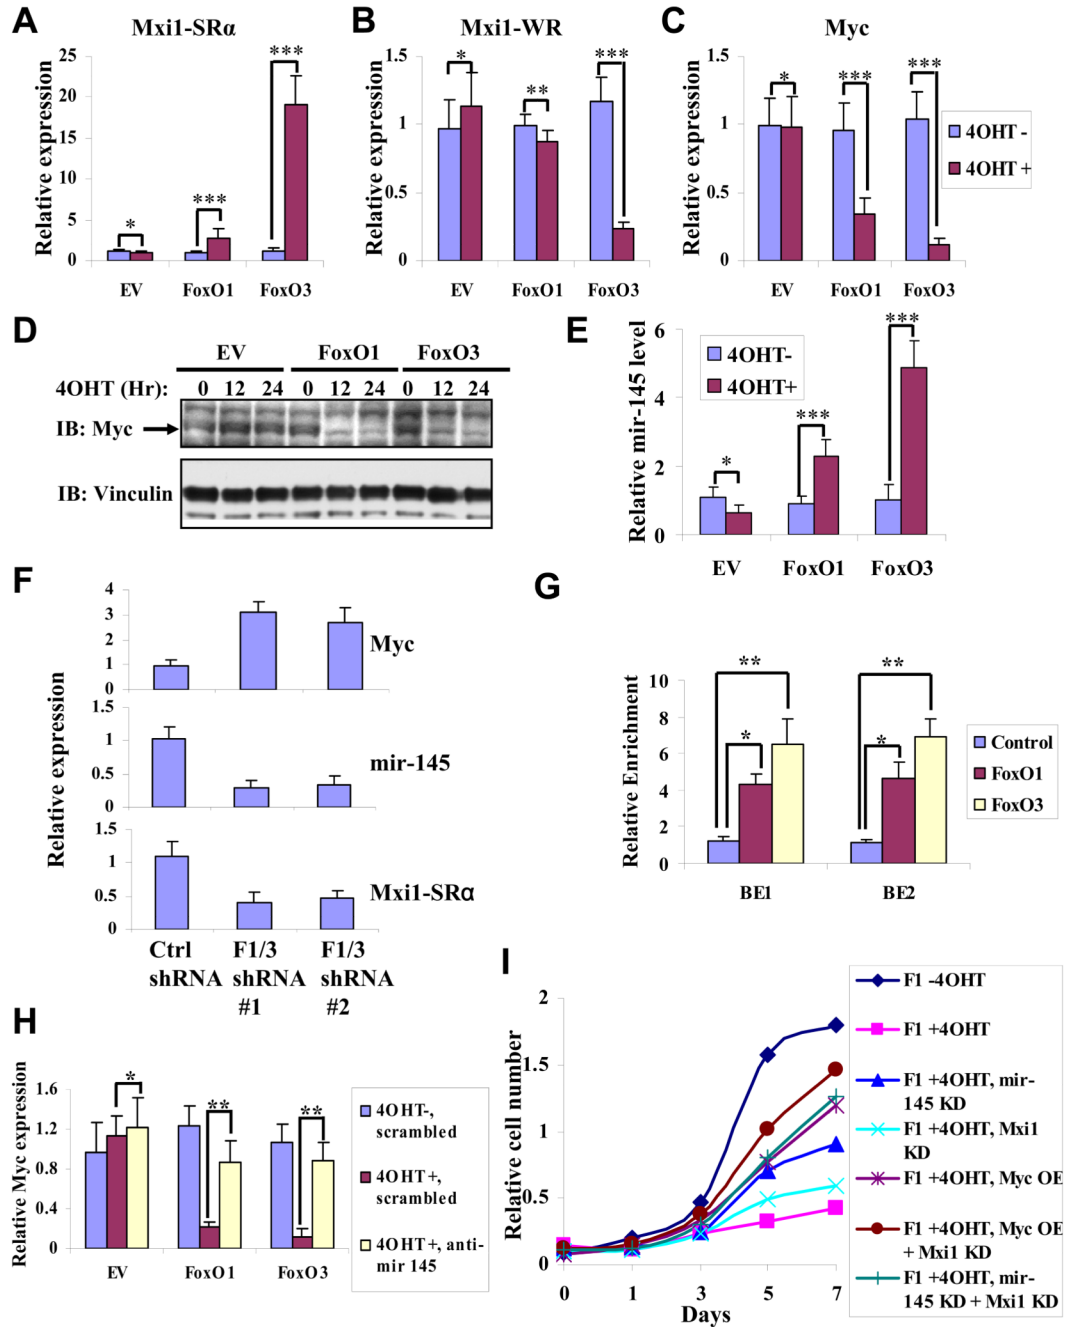 A
Mxi1-SRα
Relative expression
25
20
15
10
5
0
*
***
***
EV
FoxO1
FoxO3
B
Mxi1-WR
Relative expression
1.5
1
0.5
0
*
**
***
EV
FoxO1
FoxO3
C
Myc
Relative expression
1.5
1
0.5
0
*
***
***
EV
FoxO1
FoxO3
4OHT -
4OHT +
D
EV
FoxO1
FoxO3
4OHT (Hr):
0 12 24 0 12 24 0 12 24
IB: Myc
IB: Vinculin
E
Relative mir-145 level
6
4
2
0
4OHT-
4OHT+
*
***
***
EV
FoxO1
FoxO3
F
Relative expression
4
3
2
1
0
Myc
1.5
1
0.5
0
mir-145
1.5
1
0.5
0
Mxi1-SRα
Ctrl
shRNA
F1/3
shRNA
#1
F1/3
shRNA
#2
G
Relative Enrichment
10
8
6
4
2
0
**
*
**
*
BE1
BE2
Control
FoxO1
FoxO3
H
Relative Myc expression
1.6
1.2
0.8
0.4
0
*
**
**
EV
FoxO1
FoxO3
4OHT-,
scrambled
4OHT+,
scrambled
4OHT+, anti-
mir 145
I
Relative cell number
2
1.5
1
0.5
0
0
1
3
5
7
Days
F1 -4OHT
F1 +4OHT
F1 +4OHT, mir-
145 KD
F1 +4OHT, Mxi1
KD
F1 +4OHT, Myc OE
F1 +4OHT, Myc OE
+ Mxi1 KD
F1 +4OHT, mir-
145 KD + Mxi1 KD